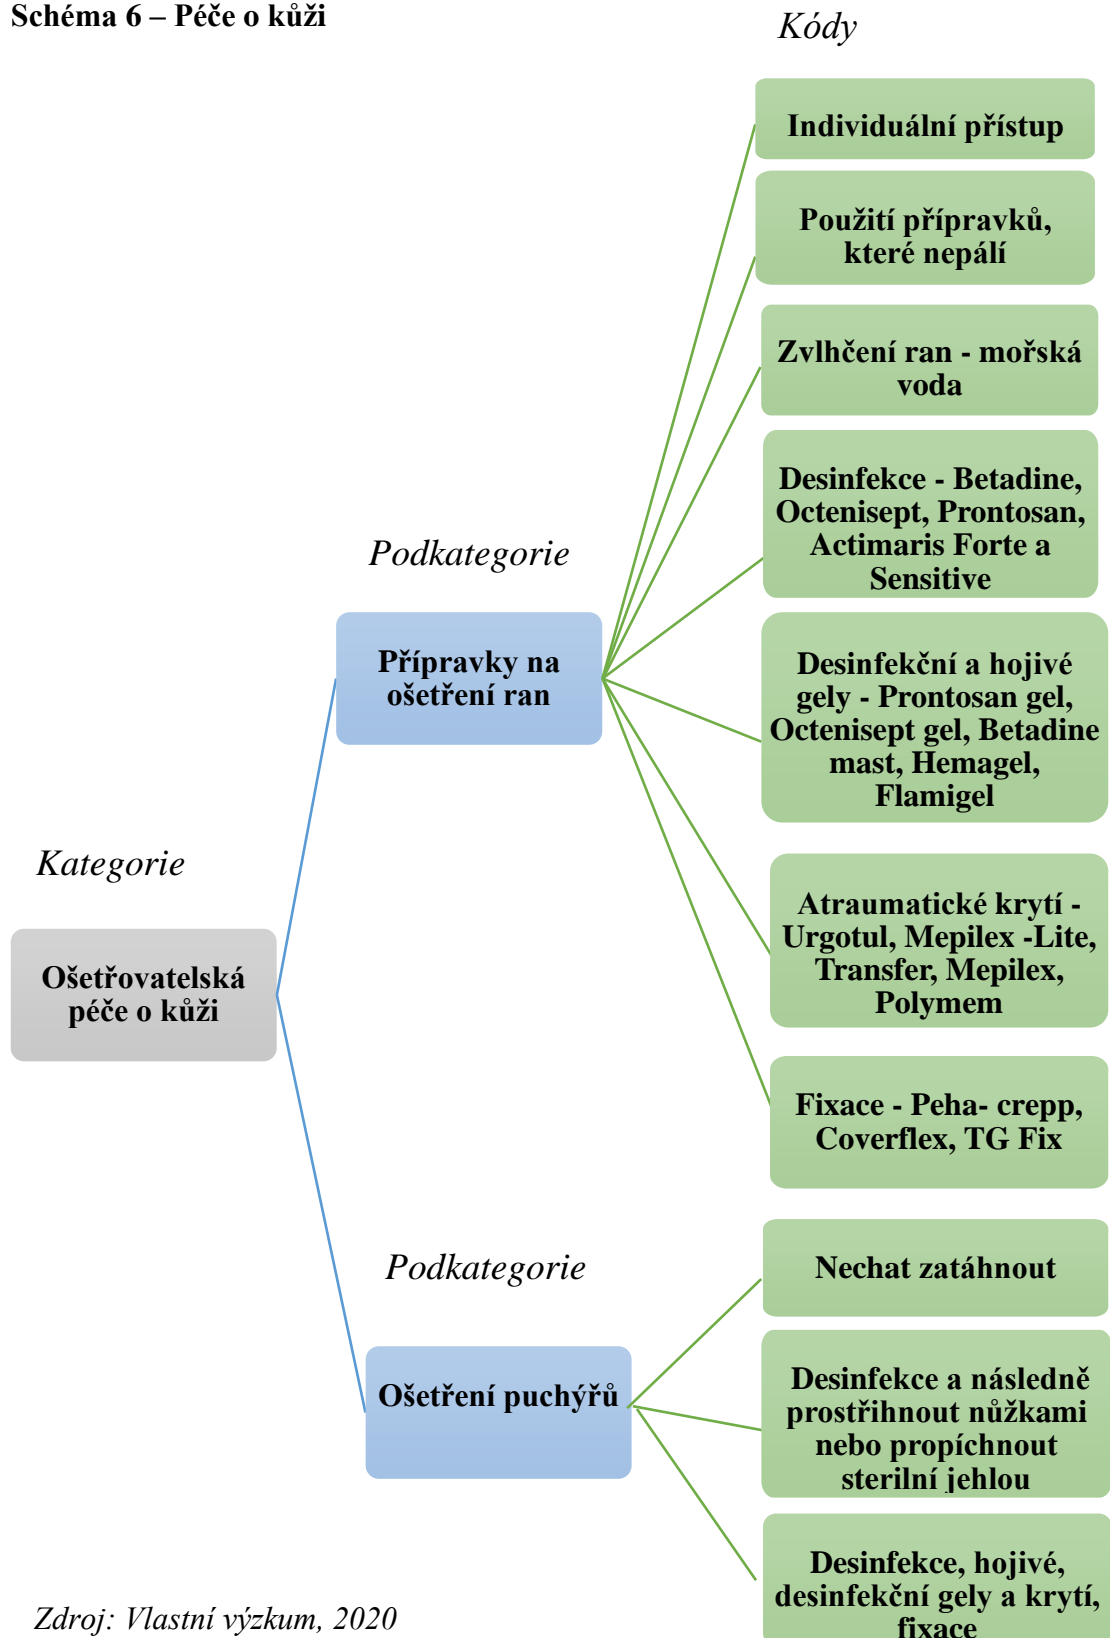 Schéma 6 – Péče o kůži
Kódy
Individuální přístup
Použití přípravků,
které nepálí
Zvlhčení ran - mořská
voda
Desinfekce - Betadine,
Octenisept, Prontosan,
Actimaris Forte a
Sensitive
Podkategorie
Přípravky na
ošetření ran
Desinfekční a hojivé
gely - Prontosan gel,
Octenisept gel, Betadine
mast, Hemagel,
Flamigel
Kategorie
Ošetřovatelská
péče o kůži
Atraumatické krytí -
Urgotul, Mepilex -Lite,
Transfer, Mepilex,
Polymem
Fixace - Peha- crepp,
Coverflex, TG Fix
Podkategorie
Ošetření puchýřů
Nechat zatáhnout
Desinfekce a následně
prostřihnout nůžkami
nebo propíchnout
sterilní jehlou
Desinfekce, hojivé,
desinfekční gely a krytí,
fixace
Zdroj: Vlastní výzkum, 2020